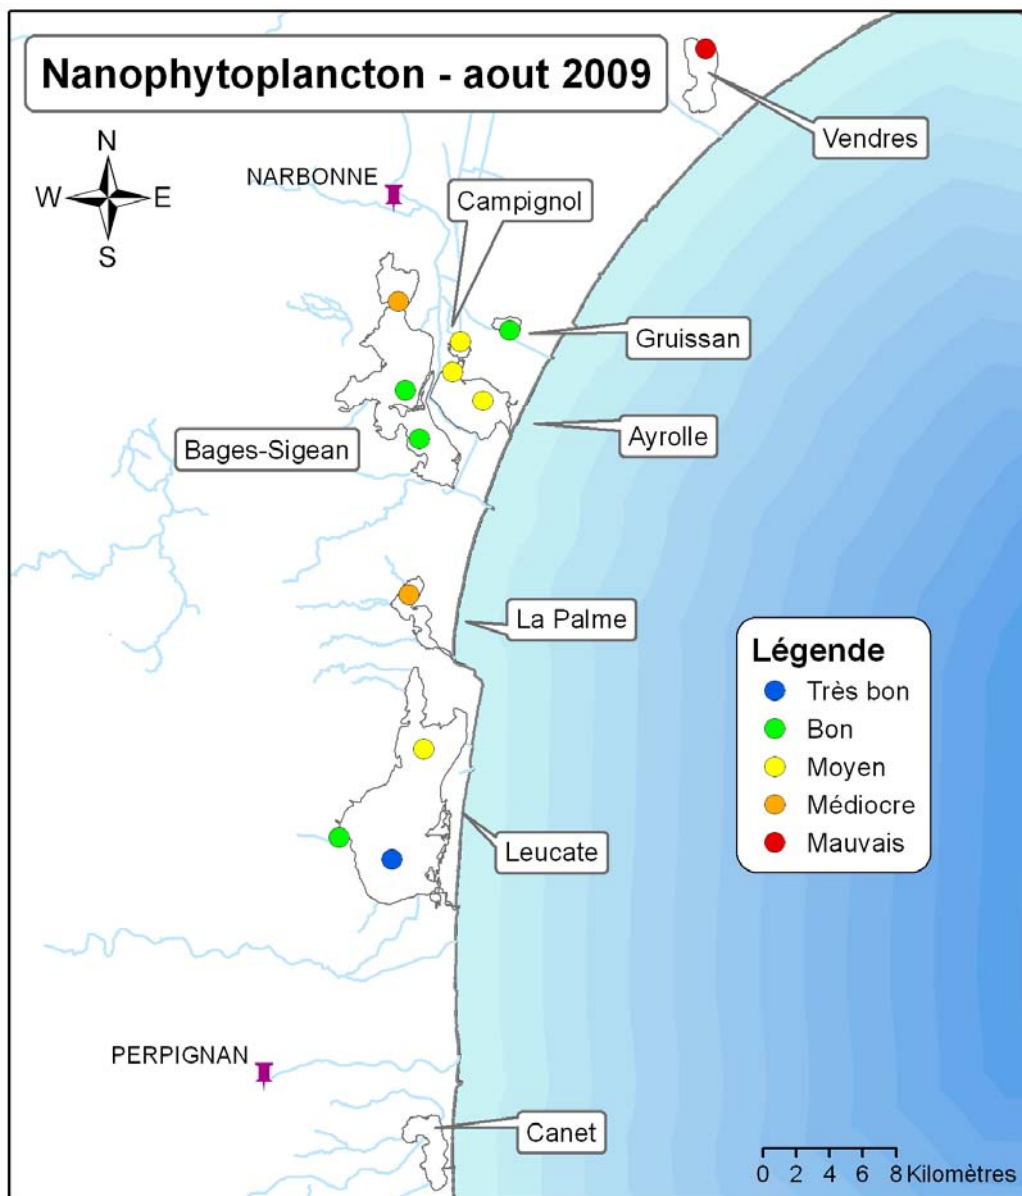 Nanophytoplancton - aout 2009
Vendres
N
W E
S
NARBONNE
Campignol
Gruissan
Ayrolle
Bages-Sigean
La Palme
Légende
Très bon
Bon
Moyen
Médiocre
Mauvais
Leucate
PERPIGNAN
Canet
0 2 4 6 8 Kilomètres